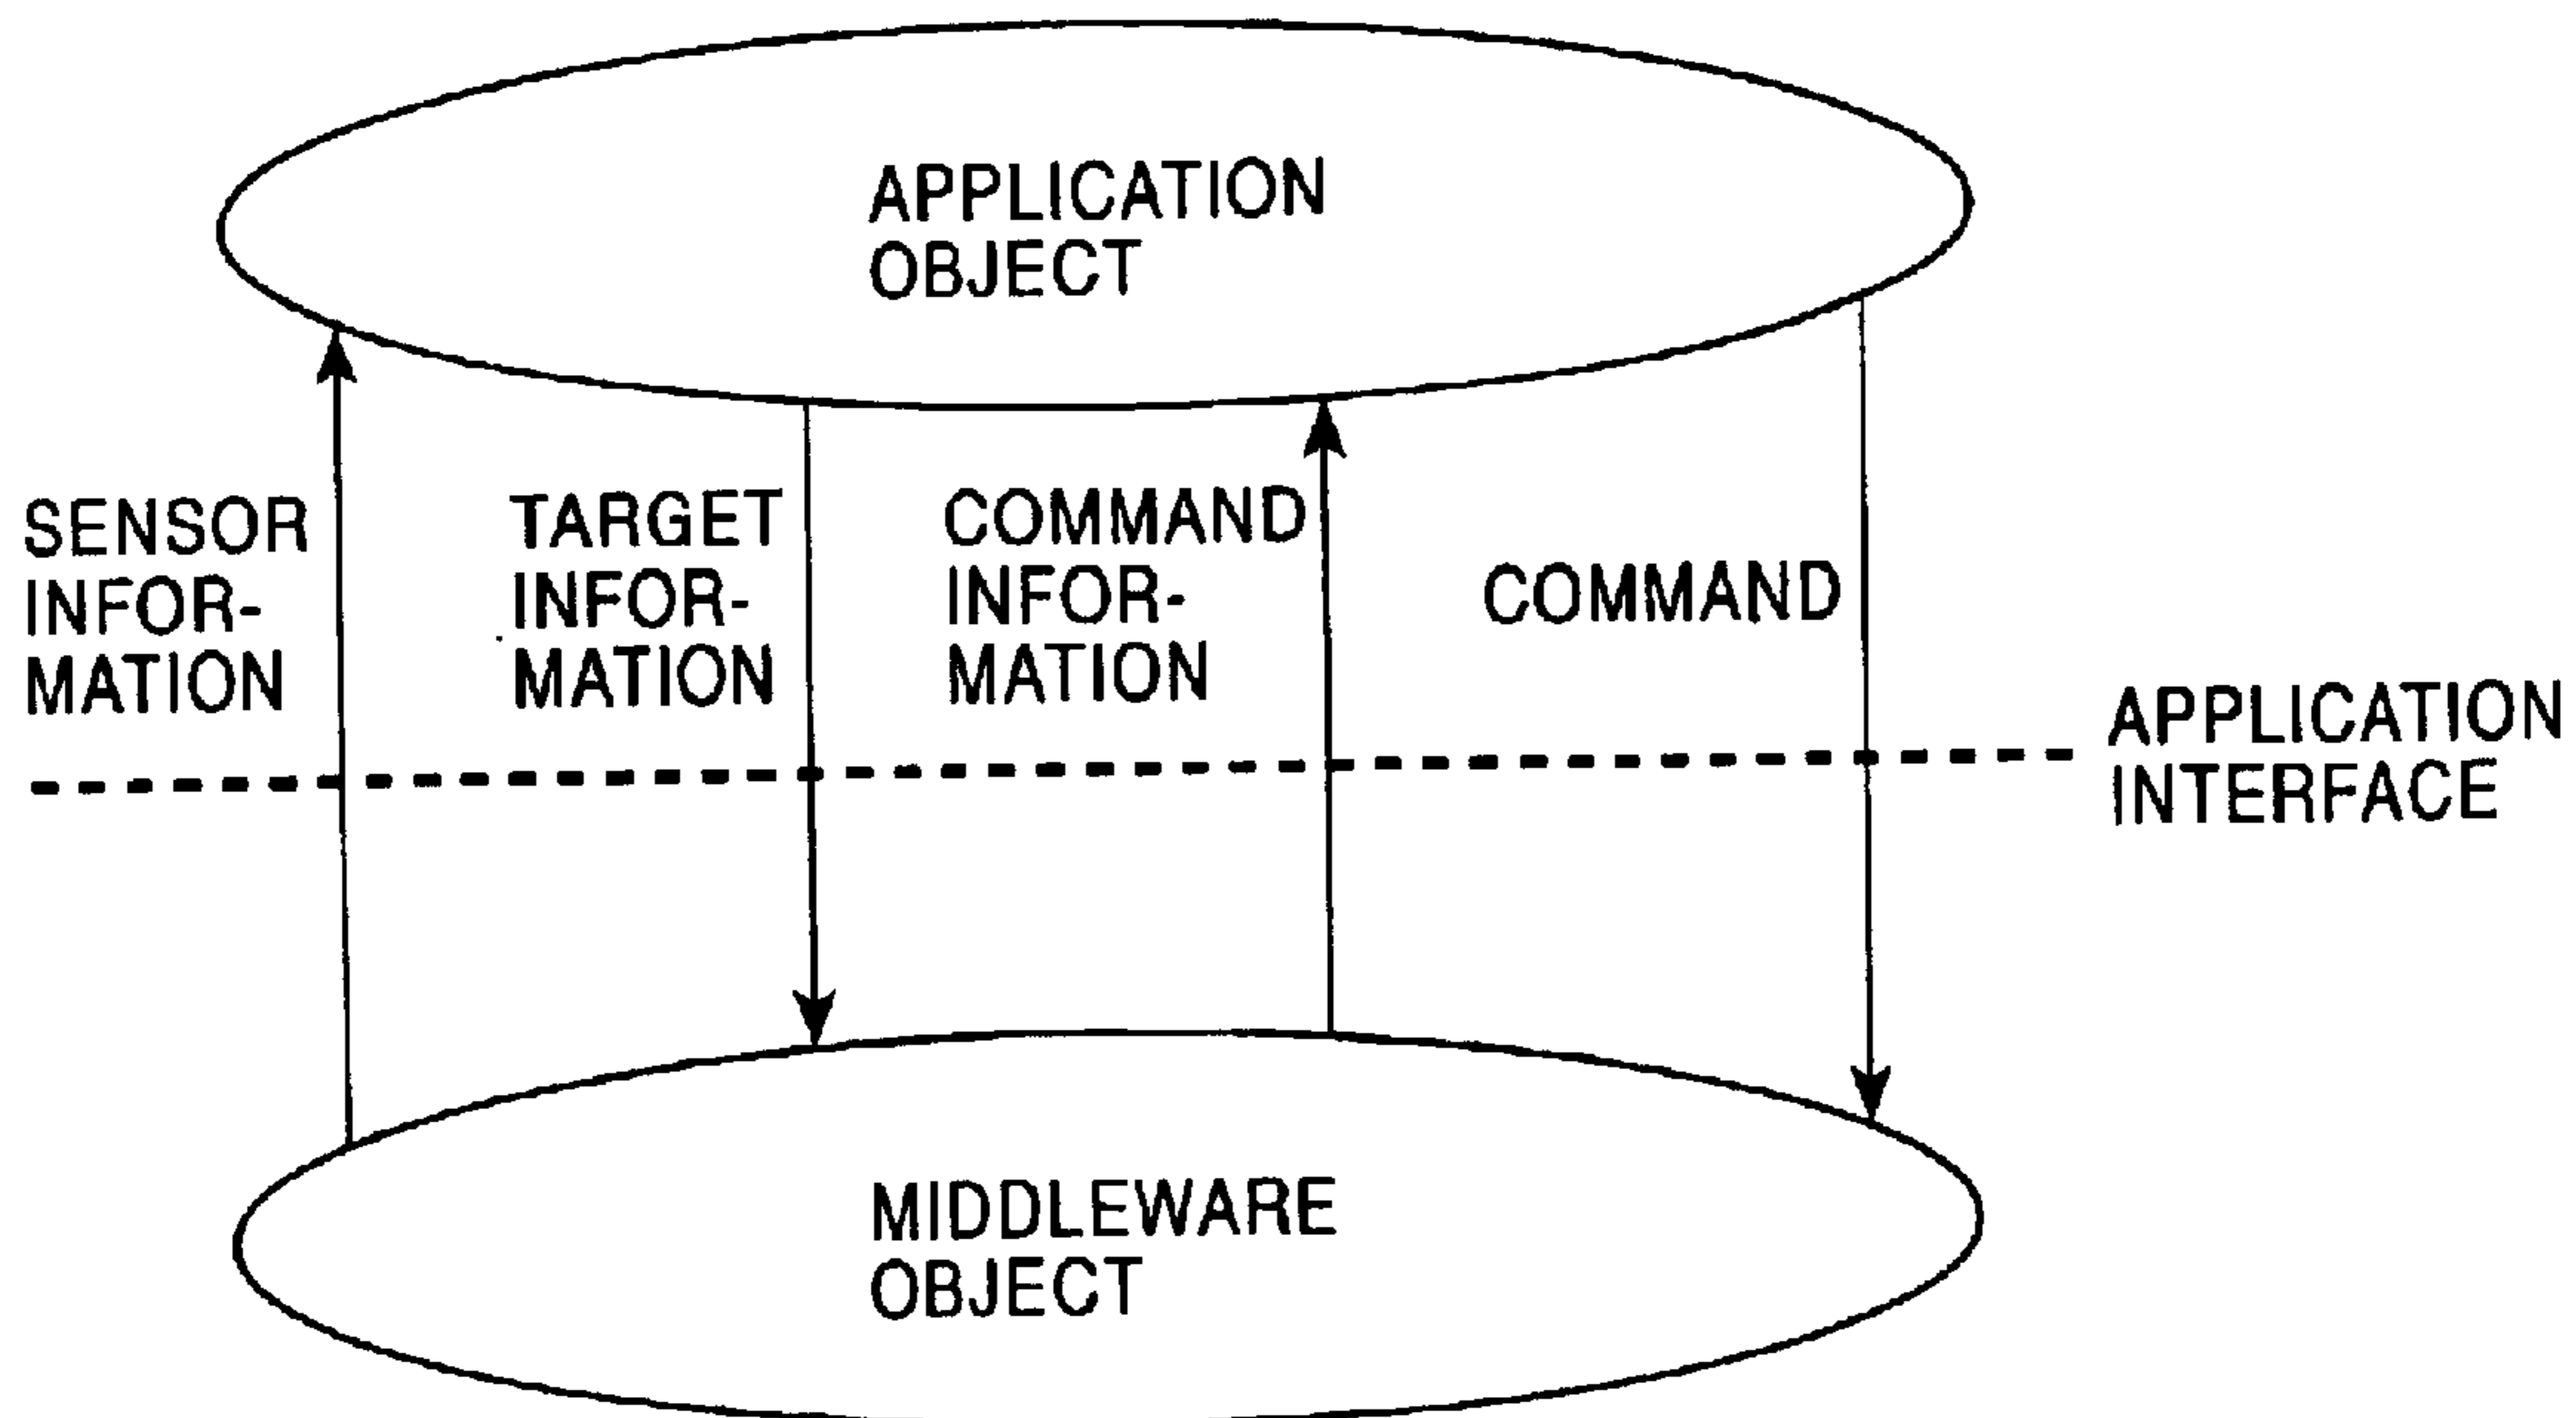 APPLICATION
OBJECT
SENSOR
INFOR-
MATION
TARGET
INFOR-
MATION
COMMAND
INFOR-
MATION
COMMAND
APPLICATION
INTERFACE
MIDDLEWARE
OBJECT